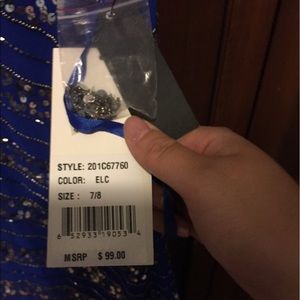 STYLE: 201C67760
COLOR: ELC
SIZE : 7/8
6 52933 19053 4
MSRP $ 99.00